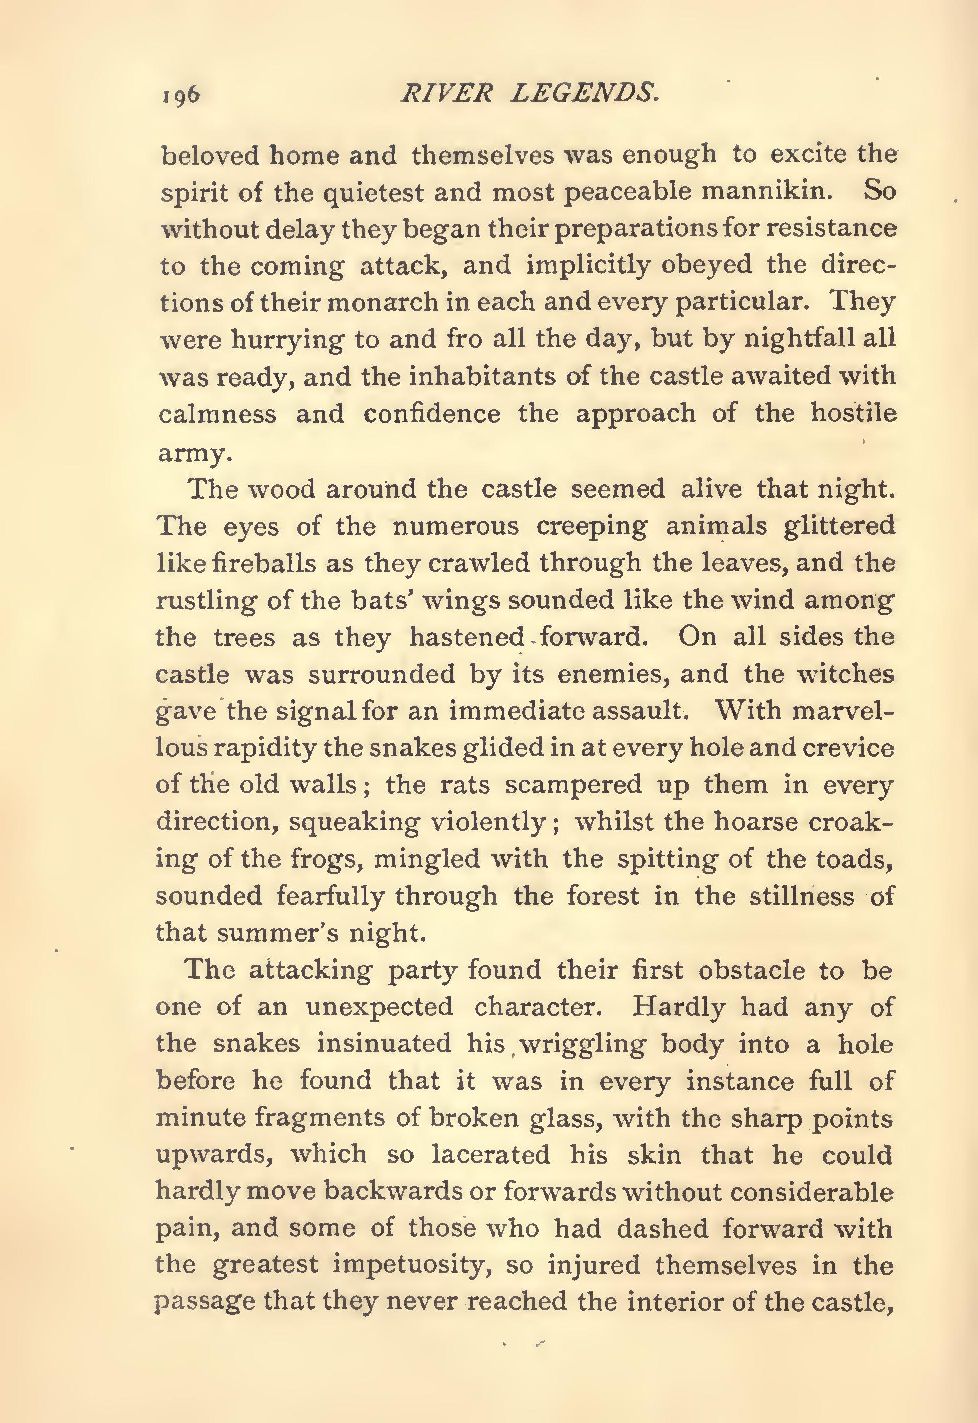 196 RIVER LEGENDS.
beloved home and themselves was enough to excite the
spirit of the quietest and most peaceable mannikin. So
without delay they began their preparations for resistance
to the coming attack, and implicitly obeyed the direc-
tions of their monarch in each and every particular. They
were hurrying to and fro all the day, but by nightfall all
was ready, and the inhabitants of the castle awaited with
calmness and confidence the approach of the hostile
army.
The wood around the castle seemed alive that night.
The eyes of the numerous creeping animals glittered
like fireballs as they crawled through the leaves, and the
rustling of the bats' wings sounded like the wind among
the trees as they hastened forward. On all sides the
castle was surrounded by its enemies, and the witches
gave the signal for an immediate assault. With marvel-
lous rapidity the snakes glided in at every hole and crevice
of the old walls; the rats scampered up them in every
direction, squeaking violently; whilst the hoarse croak-
ing of the frogs, mingled with the spitting of the toads,
sounded fearfully through the forest in the stillness of
that summer's night.
The attacking party found their first obstacle to be
one of an unexpected character. Hardly had any of
the snakes insinuated his wriggling body into a hole
before he found that it was in every instance full of
minute fragments of broken glass, with the sharp points
upwards, which so lacerated his skin that he could
hardly move backwards or forwards without considerable
pain, and some of those who had dashed forward with
the greatest impetuosity, so injured themselves in the
passage that they never reached the interior of the castle,